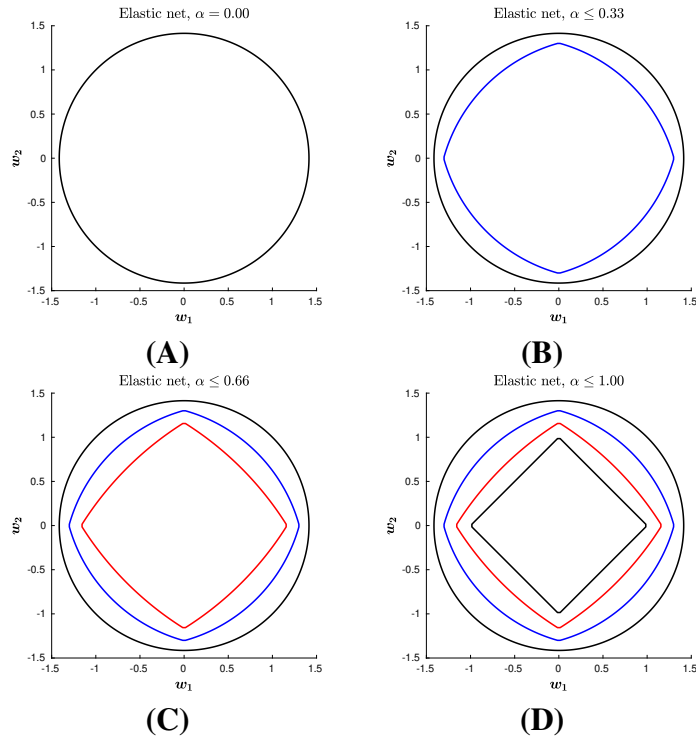 Elastic net, α = 0.00
1.5
1
0.5
0
-0.5
-1
-1.5
w₂
-1.5 -1 -0.5 0 0.5 1 1.5
w₁
(A)
Elastic net, α ≤ 0.33
1.5
1
0.5
0
-0.5
-1
-1.5
w₂
-1.5 -1 -0.5 0 0.5 1 1.5
w₁
(B)
Elastic net, α ≤ 0.66
1.5
1
0.5
0
-0.5
-1
-1.5
w₂
-1.5 -1 -0.5 0 0.5 1 1.5
w₁
(C)
Elastic net, α ≤ 1.00
1.5
1
0.5
0
-0.5
-1
-1.5
w₂
-1.5 -1 -0.5 0 0.5 1 1.5
w₁
(D)